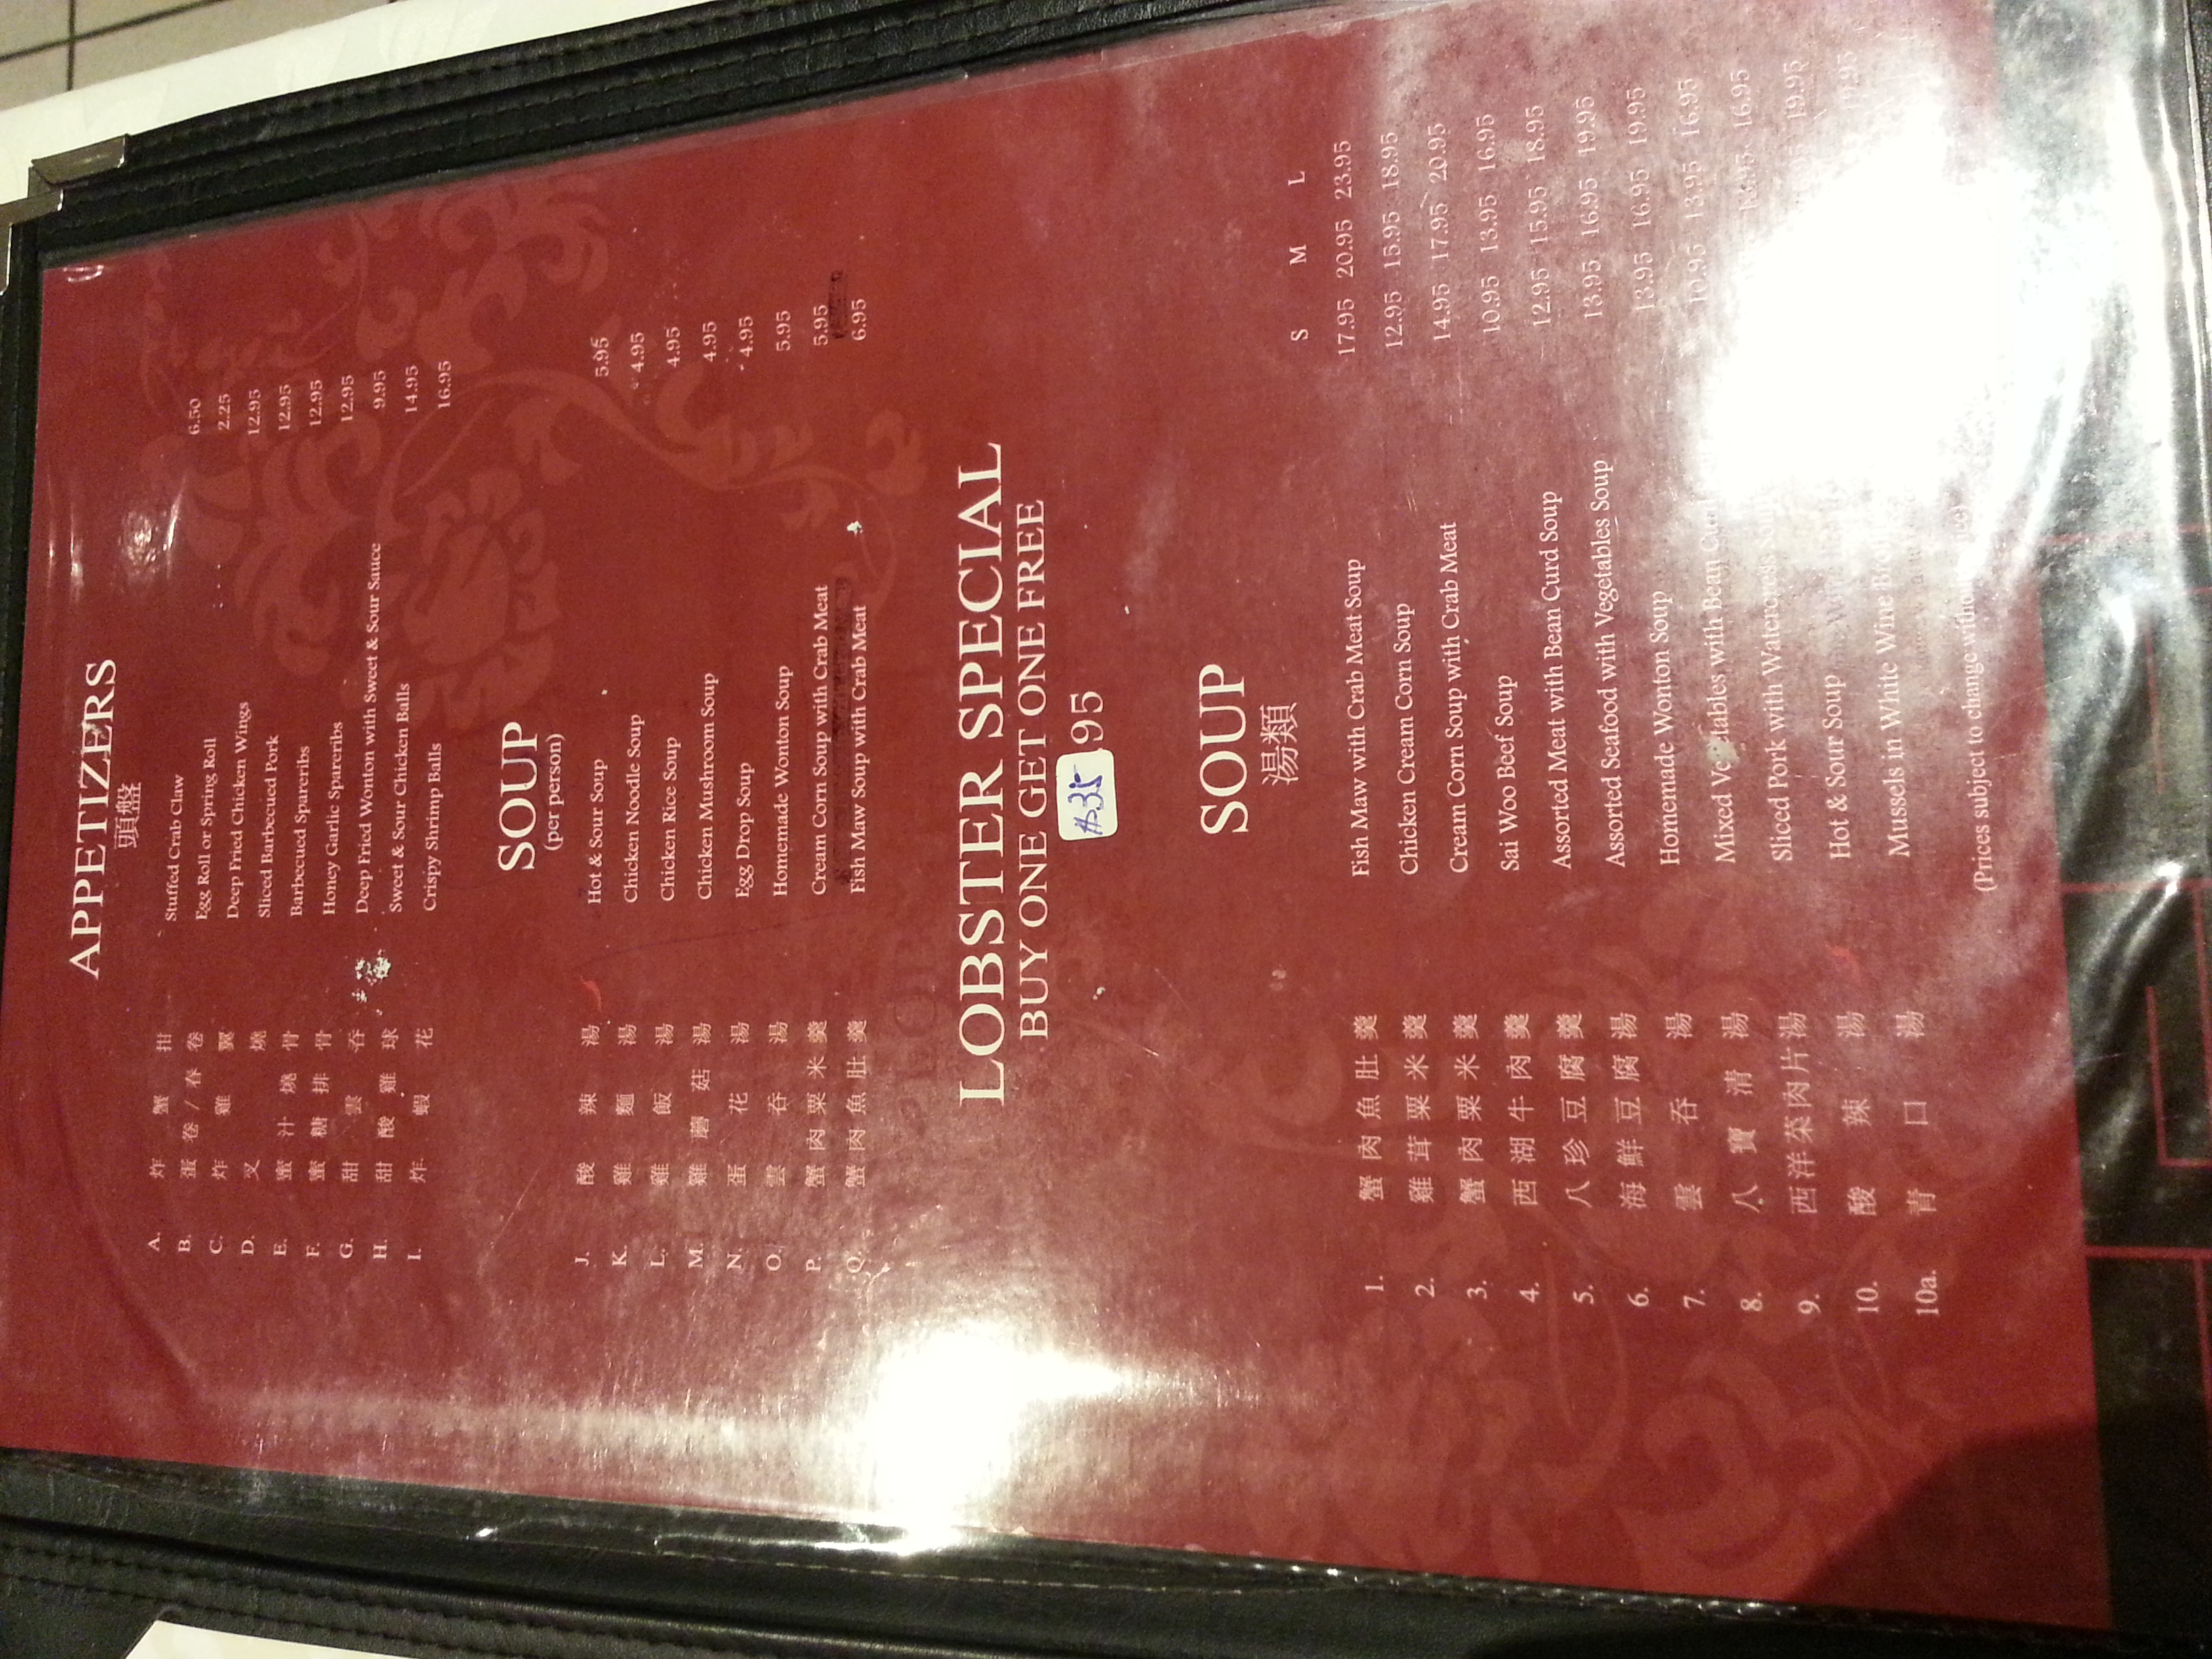 APPETIZERS
頭盤
A. 炸蟹拑 Stuffed Crab Claw 6.50
B. 蛋卷/春卷 Egg Roll or Spring Roll 2.25
C. 炸雞翼 Deep Fried Chicken Wings 12.95
D. 叉燒 Sliced Barbecued Pork 12.95
E. 蜜汁燒骨 Barbecued Spareribs 12.95
F. 蜜糖排骨 Honey Garlic Spareribs 12.95
G. 甜雲吞 Deep Fried Wonton with Sweet & Sour Sauce 9.95
H. 甜酸雞球 Sweet & Sour Chicken Balls 14.95
I. 炸蝦花 Crispy Shrimp Balls 16.95
SOUP
(per person)
J. 酸辣湯 Hot & Sour Soup 5.95
K. 雞麵湯 Chicken Noodle Soup 4.95
L. 雞飯湯 Chicken Rice Soup 4.95
M. 雞蘑菇湯 Chicken Mushroom Soup 4.95
N. 蛋花湯 Egg Drop Soup 4.95
O. 雲吞湯 Homemade Wonton Soup 5.95
P. 蟹肉粟米羹 Cream Corn Soup with Crab Meat 5.95
Q. 蟹肉魚肚羹 Fish Maw Soup with Crab Meat 6.95
LOBSTER SPECIAL
BUY ONE GET ONE FREE
$35 95
SOUP
湯類
S M L
1. 蟹肉魚肚羹 Fish Maw with Crab Meat Soup 17.95 20.95 23.95
2. 雞茸粟米羹 Chicken Cream Corn Soup 12.95 15.95 18.95
3. 蟹肉粟米羹 Cream Corn Soup with Crab Meat 14.95 17.95 20.95
4. 西湖牛肉羹 Sai Woo Beef Soup 10.95 13.95 16.95
5. 八珍豆腐羹 Assorted Meat with Bean Curd Soup 12.95 15.95 18.95
6. 海鮮豆腐湯 Assorted Seafood with Vegetables Soup 13.95 16.95 19.95
7. 雲吞湯 Homemade Wonton Soup 13.95 16.95 19.95
8. 八寶清湯 Mixed Vegetables with Bean 10.95 13.95 16.95
9. 西洋菜肉片湯 Sliced Pork with Watercress 13.95 16.95
10. 酸辣湯 Hot & Sour Soup 19.95
10a. 青口湯 Mussels in White Wine 19.95
(Prices subject to change